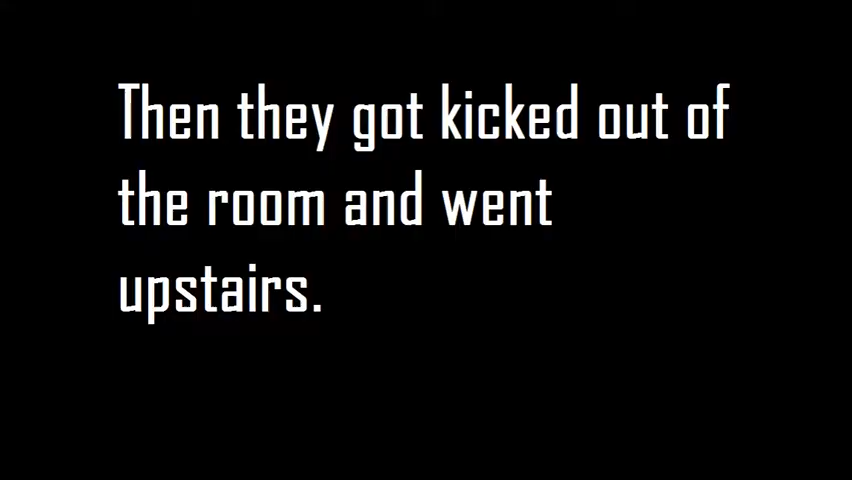 Then they got kicked out of
the room and went
upstairs.